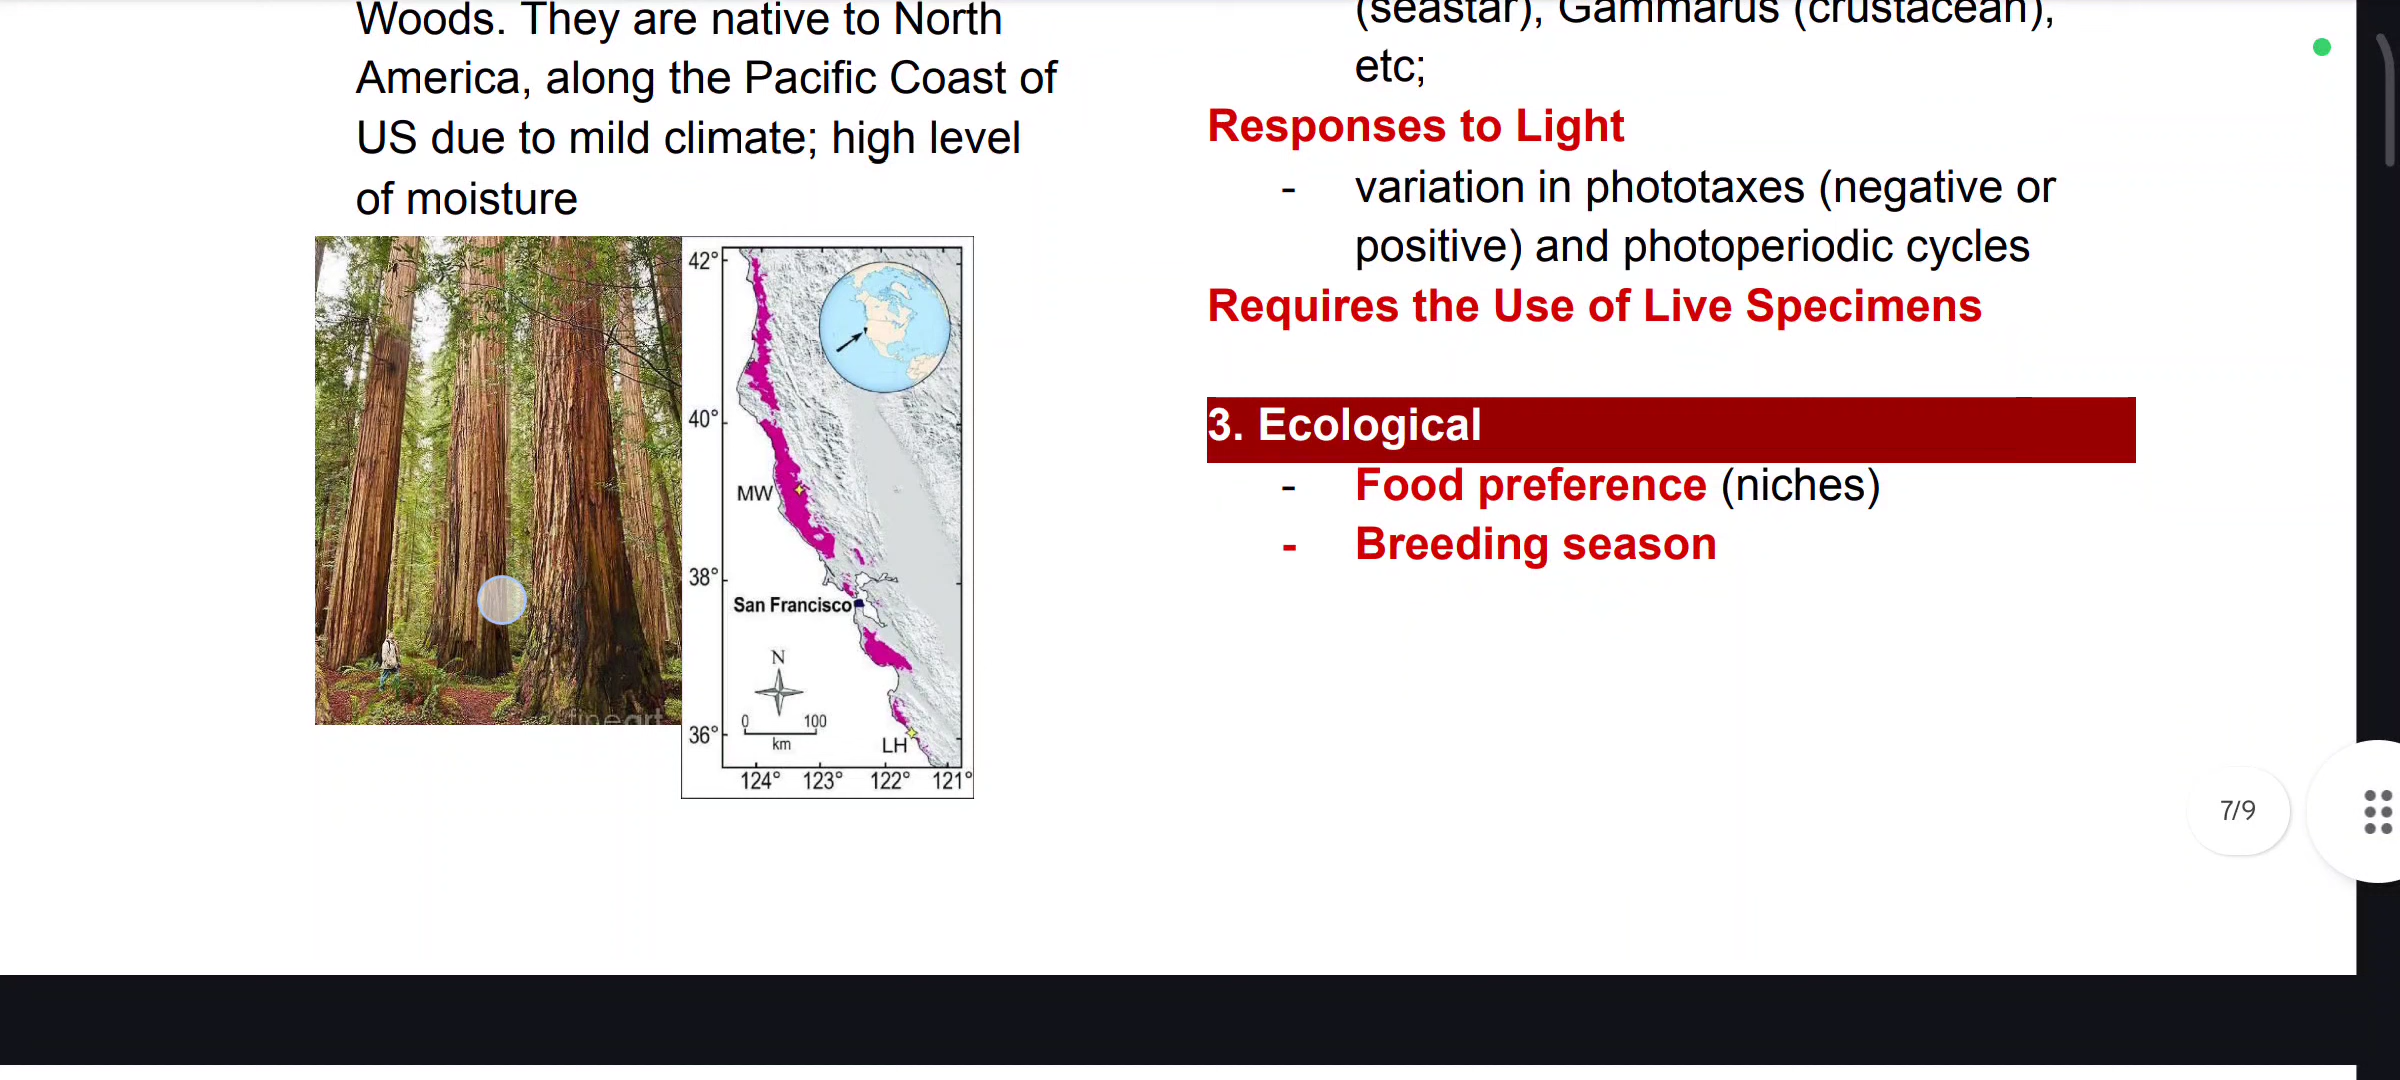 Woods. They are native to North
America, along the Pacific Coast of
US due to mild climate; high level
of moisture
42°
40°
MW
38°
San Francisco
N
0 100
km
36°
LH
124° 123° 122° 121°
fineart
(seastar), Gammarus (crustacean),
etc;
Responses to Light
- variation in phototaxes (negative or
positive) and photoperiodic cycles
Requires the Use of Live Specimens
3. Ecological
- Food preference (niches)
- Breeding season
7/9